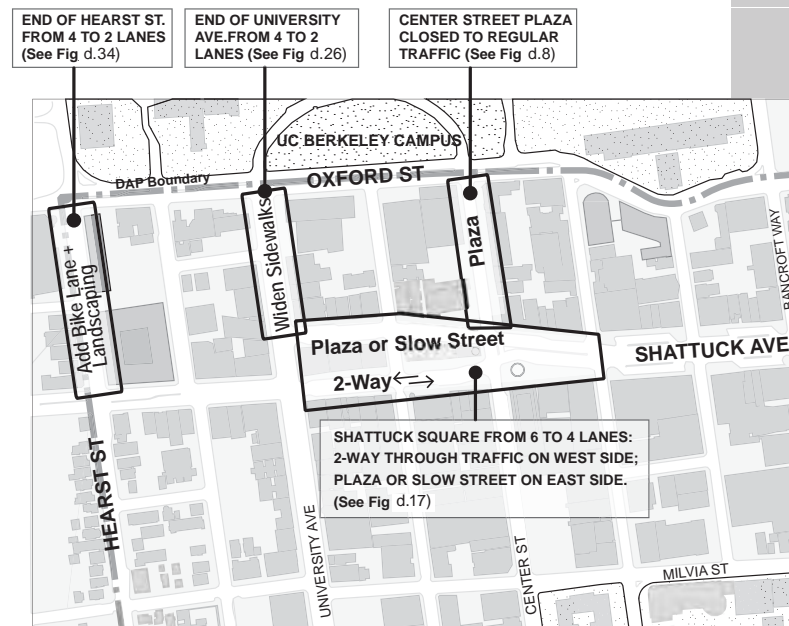 END OF HEARST ST.
FROM 4 TO 2 LANES
(See Fig d.34)
END OF UNIVERSITY
AVE.FROM 4 TO 2
LANES (See Fig d.26)
CENTER STREET PLAZA
CLOSED TO REGULAR
TRAFFIC (See Fig d.8)
UC BERKELEY CAMPUS
DAP Boundary
OXFORD ST
Add Bike Lane +
Landscaping
Widen Sidewalks
Plaza
BANCROFT WAY
Plaza or Slow Street
2-Way
SHATTUCK AVE
SHATTUCK SQUARE FROM 6 TO 4 LANES:
2-WAY THROUGH TRAFFIC ON WEST SIDE;
PLAZA OR SLOW STREET ON EAST SIDE.
(See Fig d.17)
HEARST ST
UNIVERSITY AVE
CENTER ST
MILVIA ST